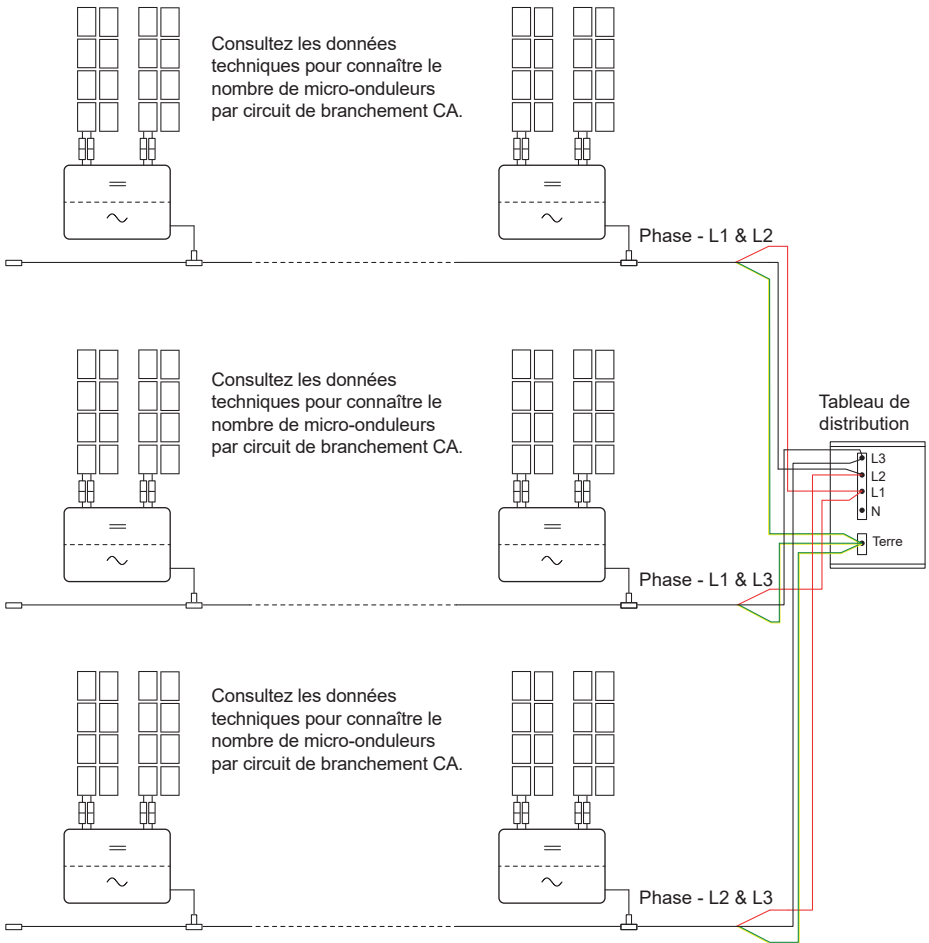 Consultez les données
techniques pour connaître le
nombre de micro-onduleurs
par circuit de branchement CA.
Phase - L1 & L2
Consultez les données
techniques pour connaître le
nombre de micro-onduleurs
par circuit de branchement CA.
Tableau de
distribution
L3
L2
L1
N
Terre
Phase - L1 & L3
Consultez les données
techniques pour connaître le
nombre de micro-onduleurs
par circuit de branchement CA.
Phase - L2 & L3